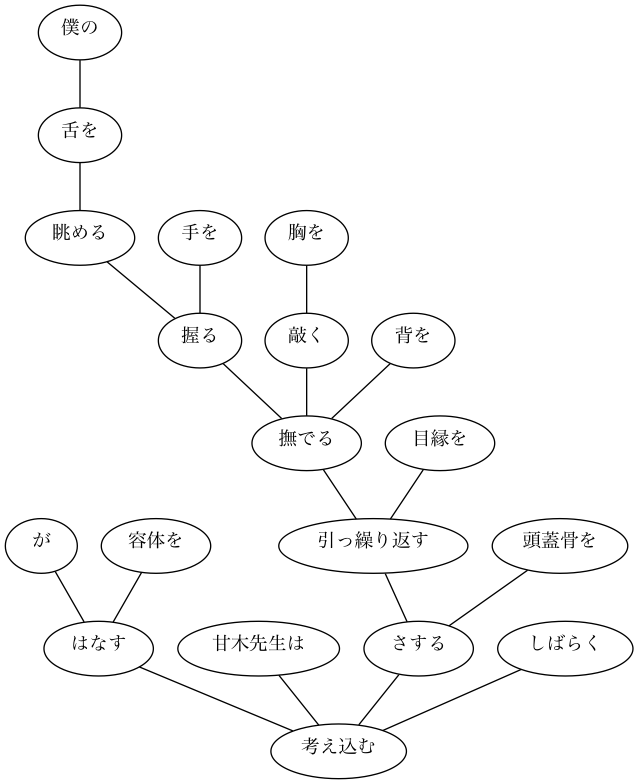 僕の
舌を
眺める
手を
胸を
握る
敲く
背を
撫でる
目縁を
が
容体を
引っ繰り返す
頭蓋骨を
はなす
甘木先生は
さする
しばらく
考え込む